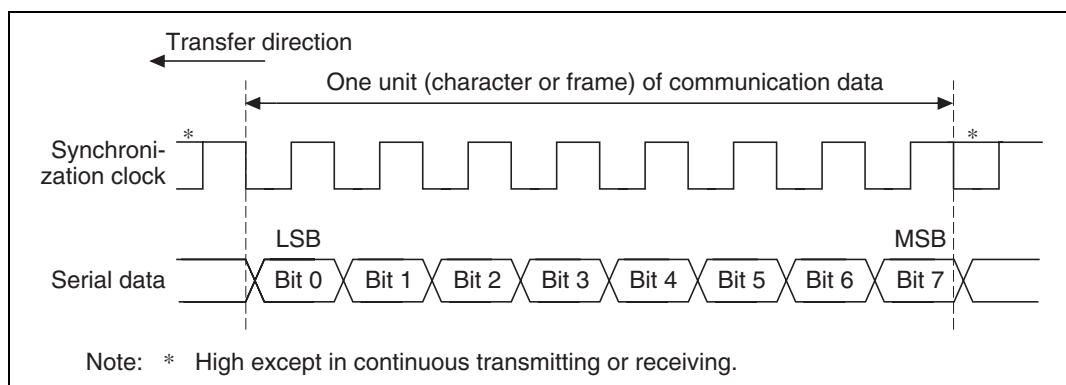 Transfer direction
One unit (character or frame) of communication data
* *
Synchroni-
zation clock
LSB MSB
Serial data Bit 0 Bit 1 Bit 2 Bit 3 Bit 4 Bit 5 Bit 6 Bit 7
Note: * High except in continuous transmitting or receiving.